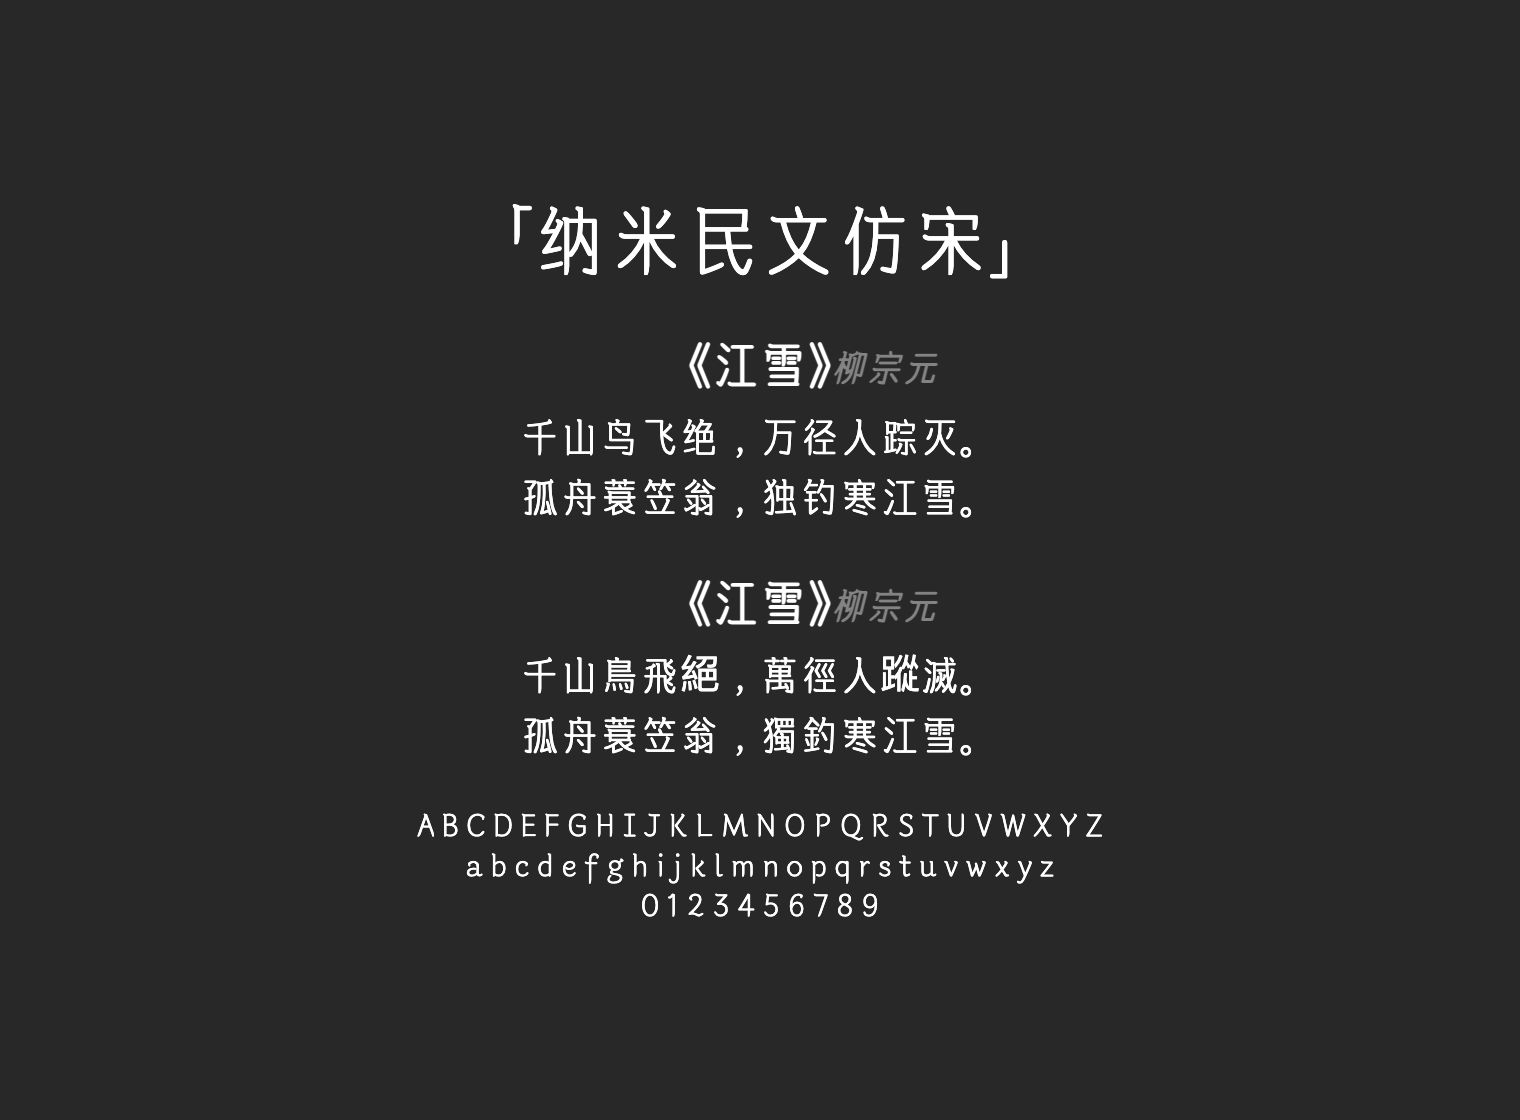 「纳米民文仿宋」
《江雪》柳宗元
千山鸟飞绝，万径人踪灭。
孤舟蓑笠翁，独钓寒江雪。
《江雪》柳宗元
千山鳥飛絕，萬徑人蹤滅。
孤舟蓑笠翁，獨釣寒江雪。
ABCDEFGHIJKLMNOPQRSTUVWXYZ
abcdefghijklmnopqrstuvwxyz
0123456789